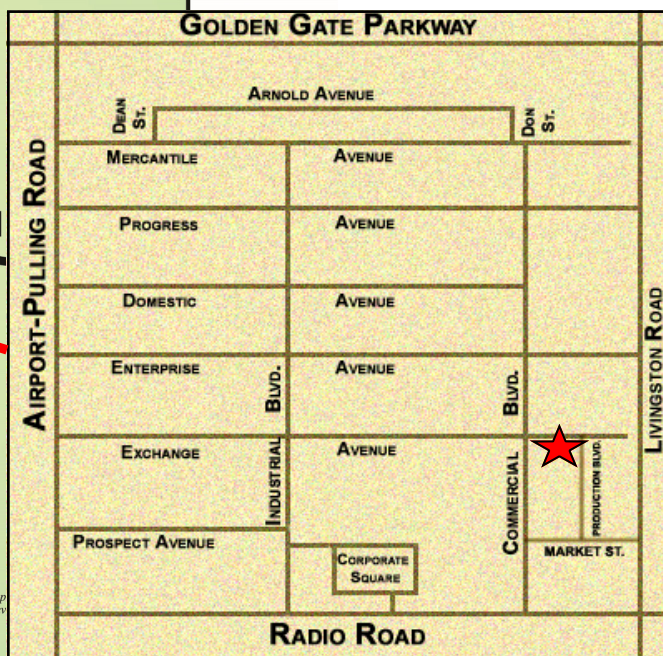 GOLDEN GATE PARKWAY
ARNOLD AVENUE
DEAN
ST.
DON
ST.
MERCANTILE AVENUE
AIRPORT-PULLING ROAD
PROGRESS AVENUE
DOMESTIC AVENUE
LIVINGSTON ROAD
ENTERPRISE AVENUE
INDUSTRIAL BLVD.
COMMERCIAL BLVD.
EXCHANGE AVENUE
PRODUCTION BLVD.
PROSPECT AVENUE
MARKET ST.
CORPORATE
SQUARE
RADIO ROAD